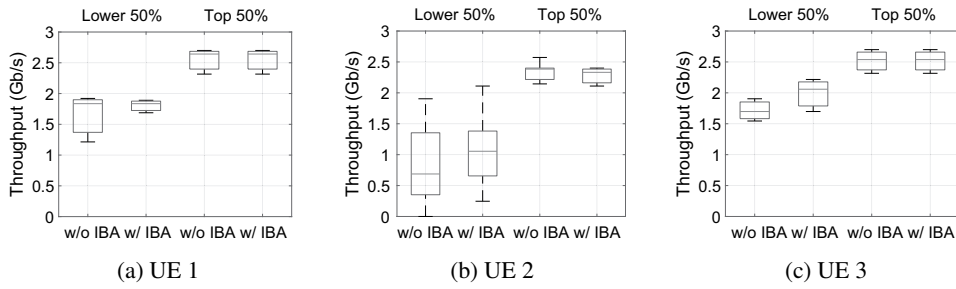 Lower 50% Top 50%
Throughput (Gb/s)
3
2.5
2
1.5
1
0.5
0
w/o IBA w/ IBA w/o IBA w/ IBA
(a) UE 1
Lower 50% Top 50%
Throughput (Gb/s)
3
2.5
2
1.5
1
0.5
0
w/o IBA w/ IBA w/o IBA w/ IBA
(b) UE 2
Lower 50% Top 50%
Throughput (Gb/s)
3
2.5
2
1.5
1
0.5
0
w/o IBA w/ IBA w/o IBA w/ IBA
(c) UE 3